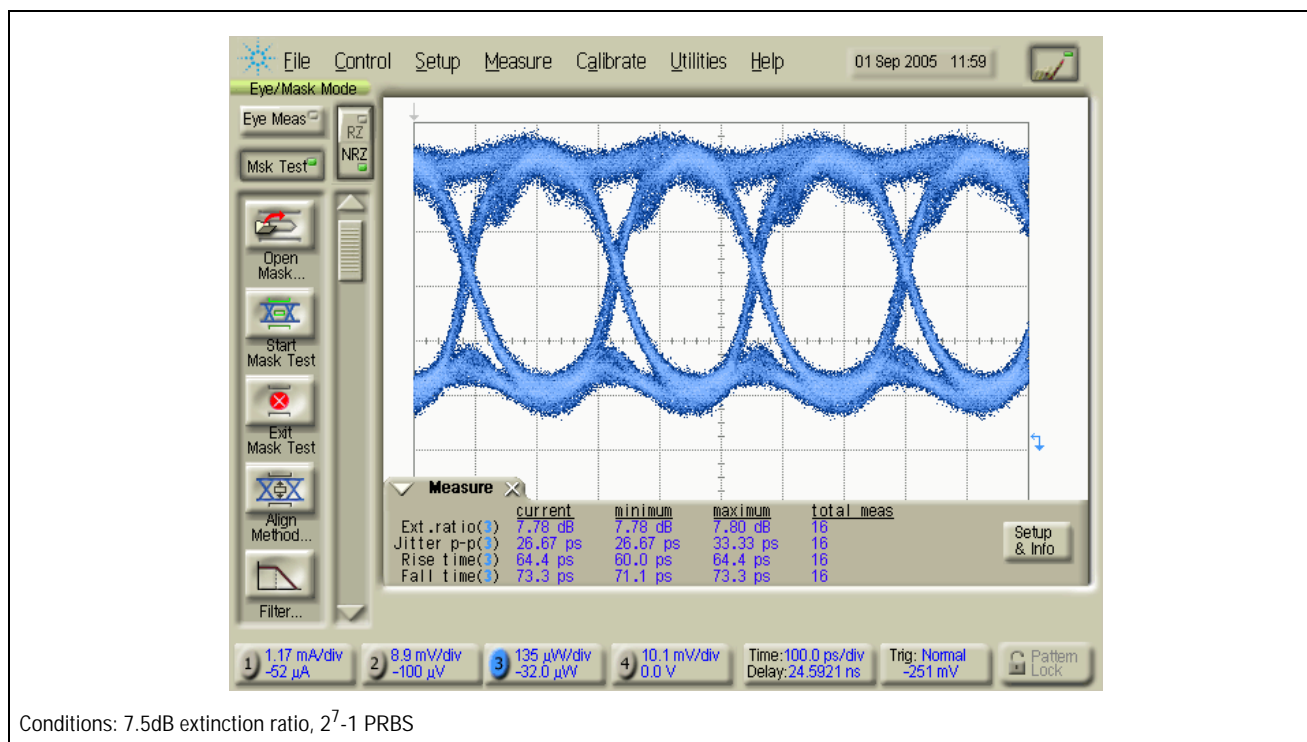 File Control Setup Measure Calibrate Utilities Help 01 Sep 2005 11:59
Eye/Mask Mode
Eye Meas
RZ
NRZ
Msk Test
Open
Mask...
Start
Mask Test
Exit
Mask Test
Align
Method...
Filter...
Measure
current minimum maximum total meas
Ext.ratio(3) 7.78 dB 7.78 dB 7.80 dB 16
Jitter p-p(3) 26.67 ps 26.67 ps 33.33 ps 16
Rise time(3) 64.4 ps 60.0 ps 64.4 ps 16
Fall time(3) 73.3 ps 71.1 ps 73.3 ps 16
Setup
& Info
1) 1.17 mA/div
-52 µA
2) 8.9 mV/div
-100 µV
3 135 µW/div
-32.0 µW
4) 10.1 mV/div
0.0 V
Time:100.0 ps/div
Delay:24.5921 ns
Trig: Normal
-251 mV
Pattern
Lock
Conditions: 7.5dB extinction ratio, 2⁷-1 PRBS